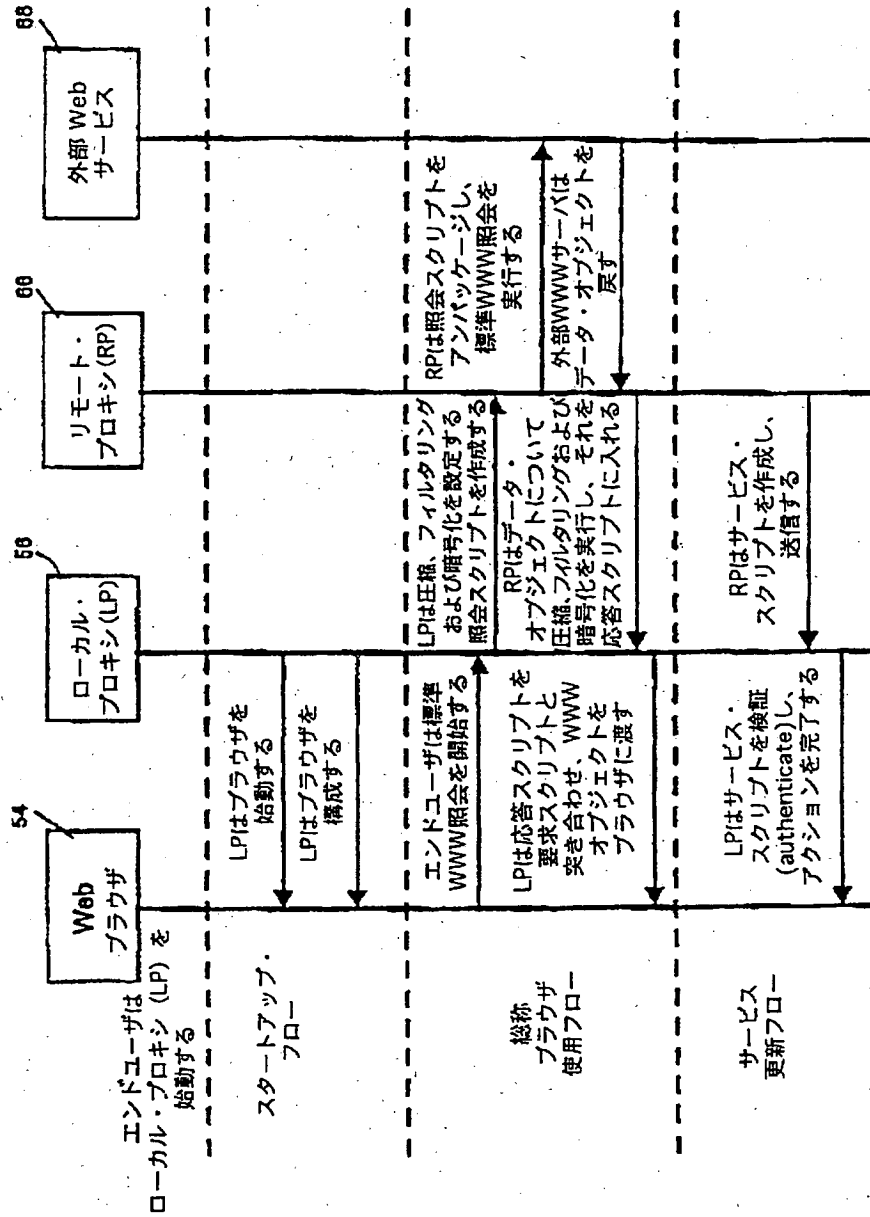 54
Web
ブラウザ
56
ローカル・
プロキシ(LP)
66
リモート・
プロキシ(RP)
68
外部 Web
サービス
エンドユーザは
ローカル・プロキシ (LP) を
始動する
スタートアップ・
フロー
LPはブラウザを
始動する
LPはブラウザを
構成する
総称
ブラウザ
使用フロー
エンドユーザは標準
WWW照会を開始する
LPは圧縮、フィルタリング
および暗号化を設定する
照会スクリプトを作成する
RPは照会スクリプトを
アンパッケージし、
標準WWW照会を
実行する
外部WWWサーバは
データ・オブジェクトを
戻す
RPはデータ・
オブジェクトについて
圧縮、フィルタリングおよび
暗号化を実行し、それを
応答スクリプトに入れる
LPは応答スクリプトを
要求スクリプトと
突き合わせ、WWW
オブジェクトを
ブラウザに渡す
サービス
更新フロー
RPはサービス・
スクリプトを作成し、
送信する
LPはサービス・
スクリプトを検証
(authenticate)し、
アクションを完了する